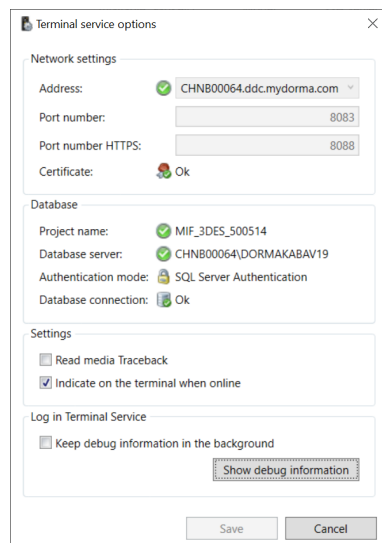 Terminal service options
Network settings
Address: CHNB00064.ddc.mydorma.com
Port number: 8083
Port number HTTPS: 8088
Certificate: Ok
Database
Project name: MIF_3DES_500514
Database server: CHNB00064\DORMAKABAV19
Authentication mode: SQL Server Authentication
Database connection: Ok
Settings
Read media Traceback
Indicate on the terminal when online
Log in Terminal Service
Keep debug information in the background
Show debug information
Save Cancel